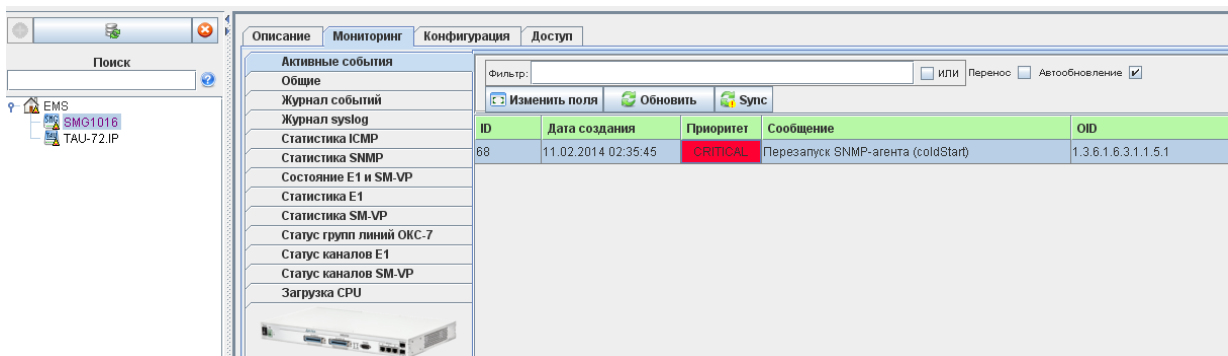 Поиск
EMS
SMG1016
TAU-72.IP
Описание Мониторинг Конфигурация Доступ
Активные события
Общие
Журнал событий
Журнал syslog
Статистика ICMP
Статистика SNMP
Состояние E1 и SM-VP
Статистика E1
Статистика SM-VP
Статус групп линий ОКС-7
Статус каналов E1
Статус каналов SM-VP
Загрузка CPU
Фильтр: ИЛИ Перенос Автообновление
Изменить поля Обновить Sync
ID Дата создания Приоритет Сообщение OID
68 11.02.2014 02:35:45 CRITICAL Перезапуск SNMP-агента (coldStart) 1.3.6.1.6.3.1.1.5.1